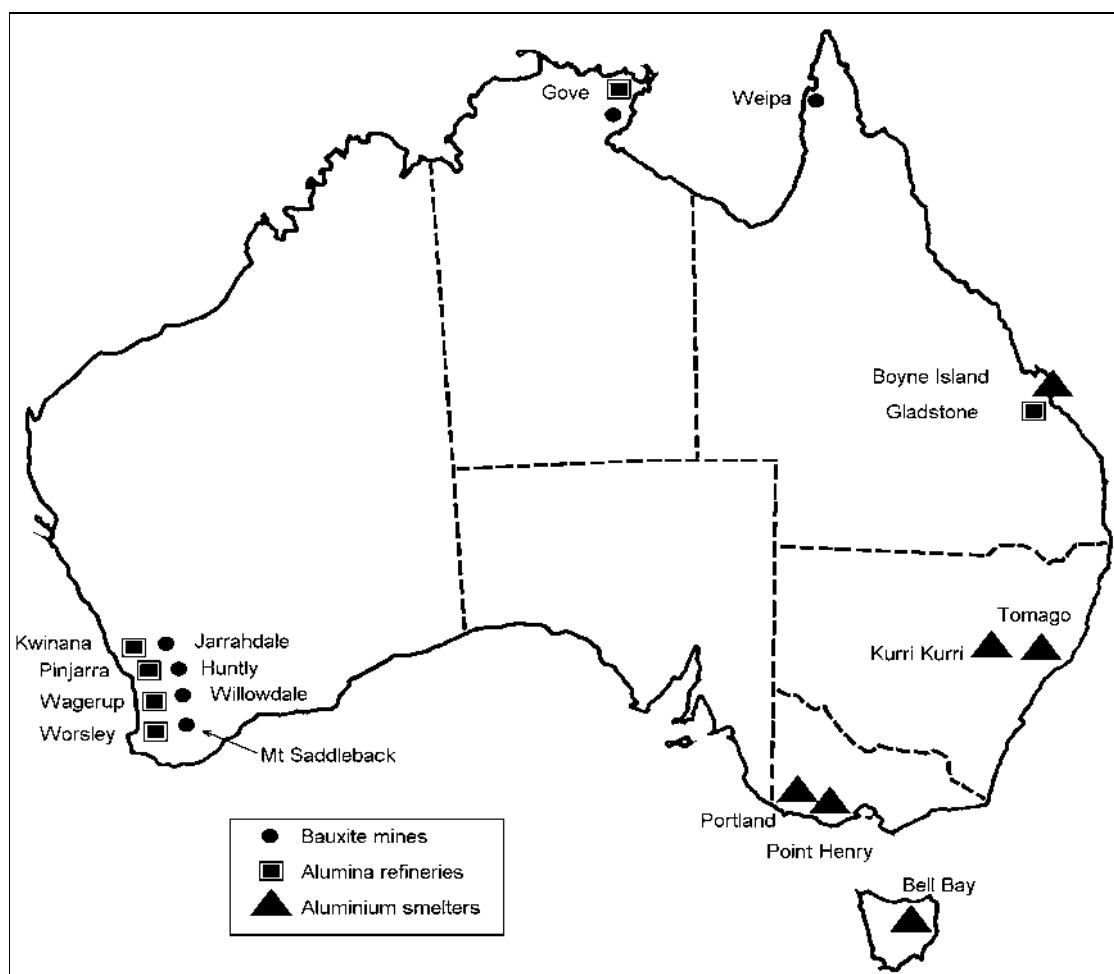 Gove
Weipa
Boyne Island
Gladstone
Tomago
Kurri Kurri
Kwinana
Jarrahdale
Pinjarra
Huntly
Wagerup
Willowdale
Worsley
Mt Saddleback
Portland
Point Henry
Bell Bay
Bauxite mines
Alumina refineries
Aluminium smelters